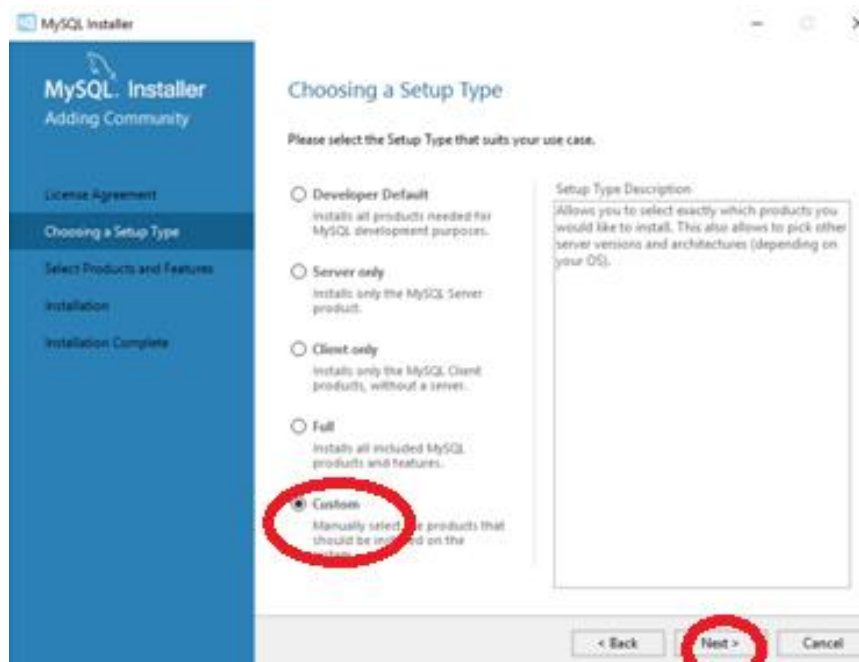 MySQL Installer
MySQL. Installer
Adding Community
License Agreement
Choosing a Setup Type
Select Products and Features
Installation
Installation Complete
Choosing a Setup Type
Please select the Setup Type that suits your use case.
Developer Default
Installs all products needed for
MySQL development purposes.
Server only
Installs only the MySQL Server
product.
Client only
Installs only the MySQL Client
products, without a server.
Full
Installs all included MySQL
products and features.
Custom
Manually select products that
should be on the
Setup Type Description
Allows you to select exactly which products you
would like to install. This also allows to pick other
server versions and architectures (depending on
your OS).
< Back
Next >
Cancel